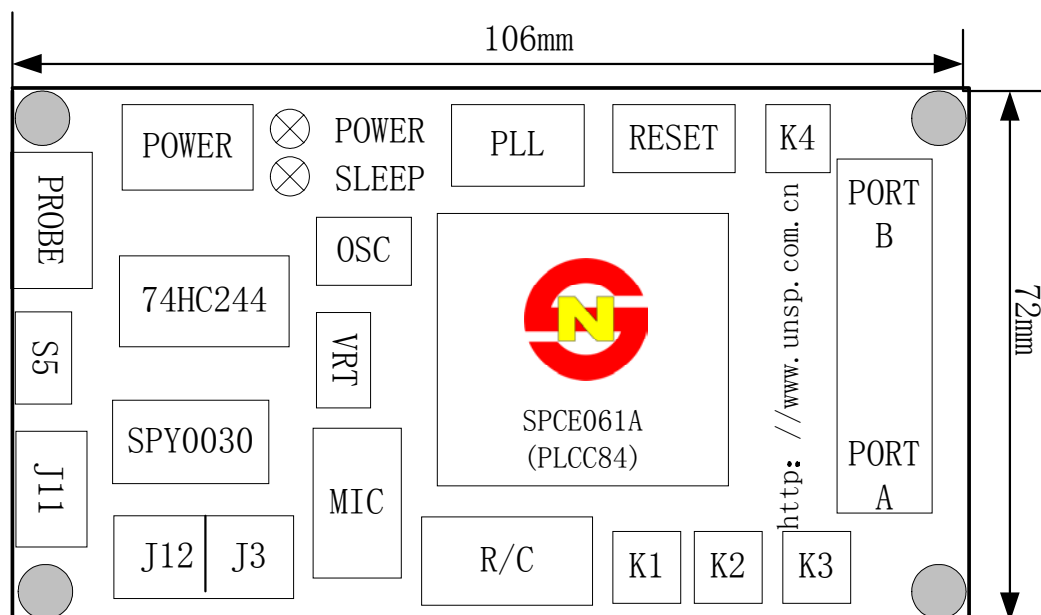 106mm
POWER
POWER
SLEEP
PLL
RESET
K4
PROBE
OSC
PORT
B
74HC244
72mm
S5
VRT
N
SPCE061A
(PLCC84)
http: //www.unsp.com.cn
SPY0030
J11
MIC
PORT
A
J12
J3
R/C
K1
K2
K3